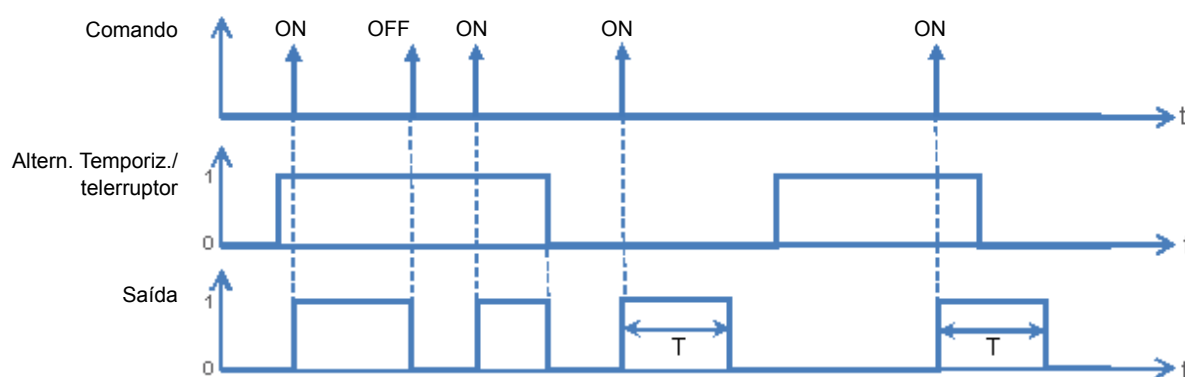 Comando
ON OFF ON ON ON
t
Altern. Temporiz./
telerruptor
1
0
Saída
1
T T
0
t